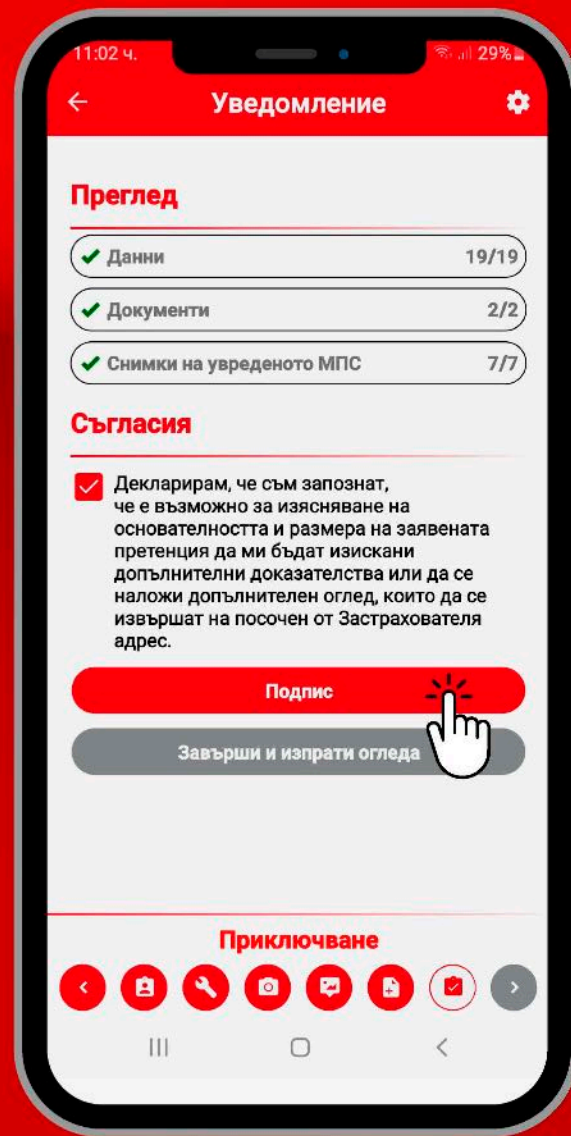 11:02 ч.
29%
Уведомление
Преглед
Данни 19/19
Документи 2/2
Снимки на увреденото МПС 7/7
Съгласия
Декларирам, че съм запознат,
че е възможно за изясняване на
основателността и размера на заявената
претенция да ми бъдат изискани
допълнителни доказателства или да се
наложи допълнителен оглед, които да се
извършат на посочен от Застрахователя
адрес.
Подпис
Завърши и изпрати огледа
Приключване